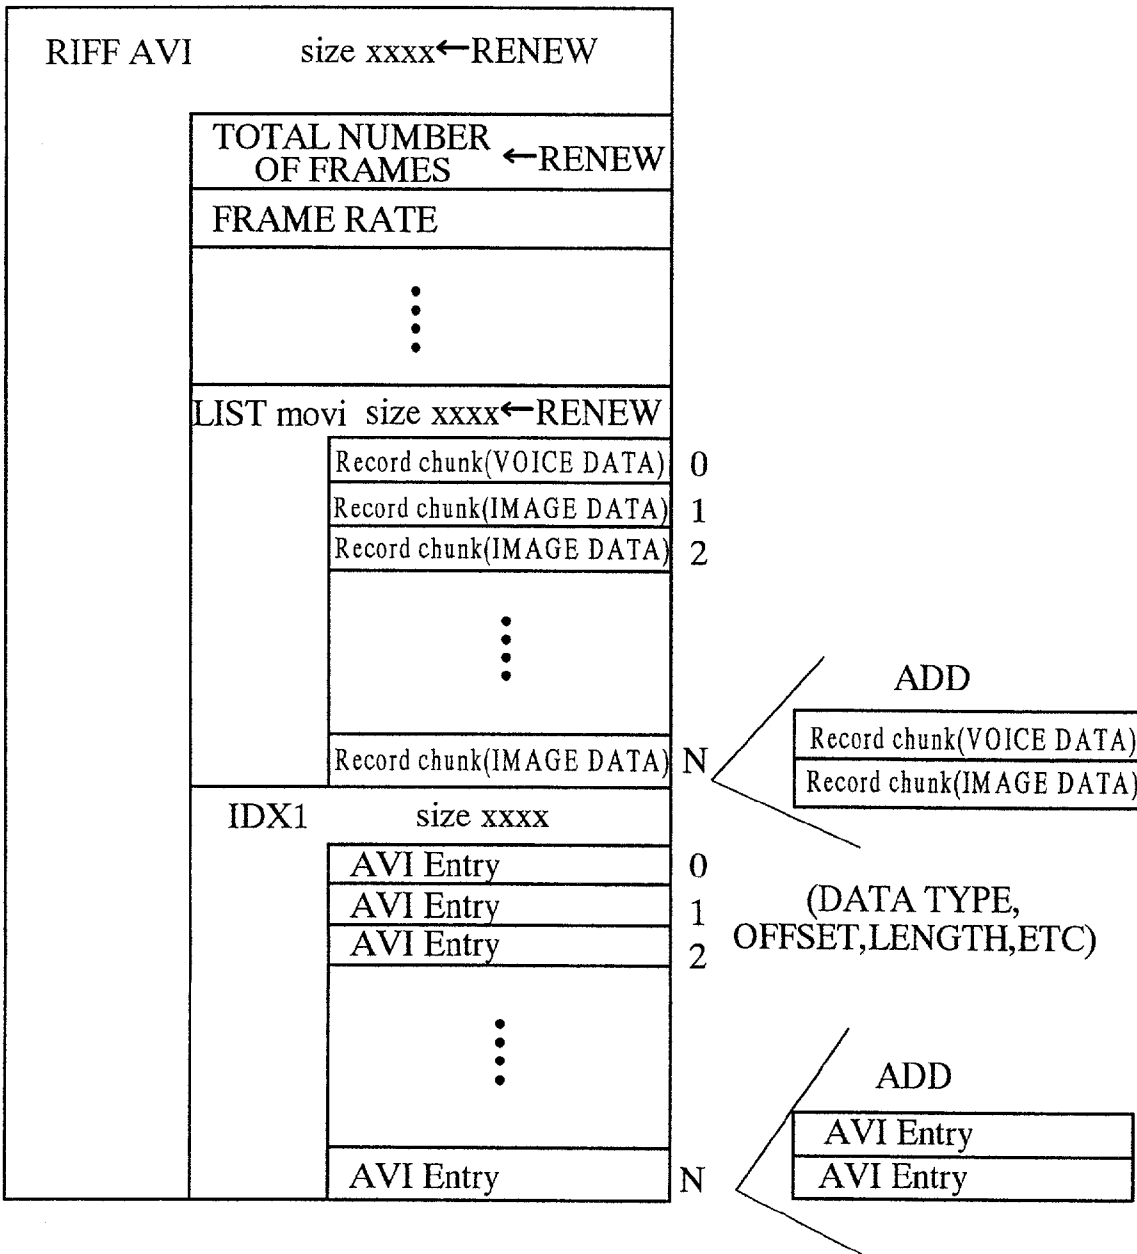 RIFF AVI size xxxx←RENEW
TOTAL NUMBER
OF FRAMES ←RENEW
FRAME RATE
LIST movi size xxxx←RENEW
Record chunk(VOICE DATA) 0
Record chunk(IMAGE DATA) 1
Record chunk(IMAGE DATA) 2
Record chunk(IMAGE DATA) N
ADD
Record chunk(VOICE DATA)
Record chunk(IMAGE DATA)
IDX1 size xxxx
AVI Entry 0
AVI Entry 1
AVI Entry 2
(DATA TYPE,
OFFSET,LENGTH,ETC)
AVI Entry N
ADD
AVI Entry
AVI Entry